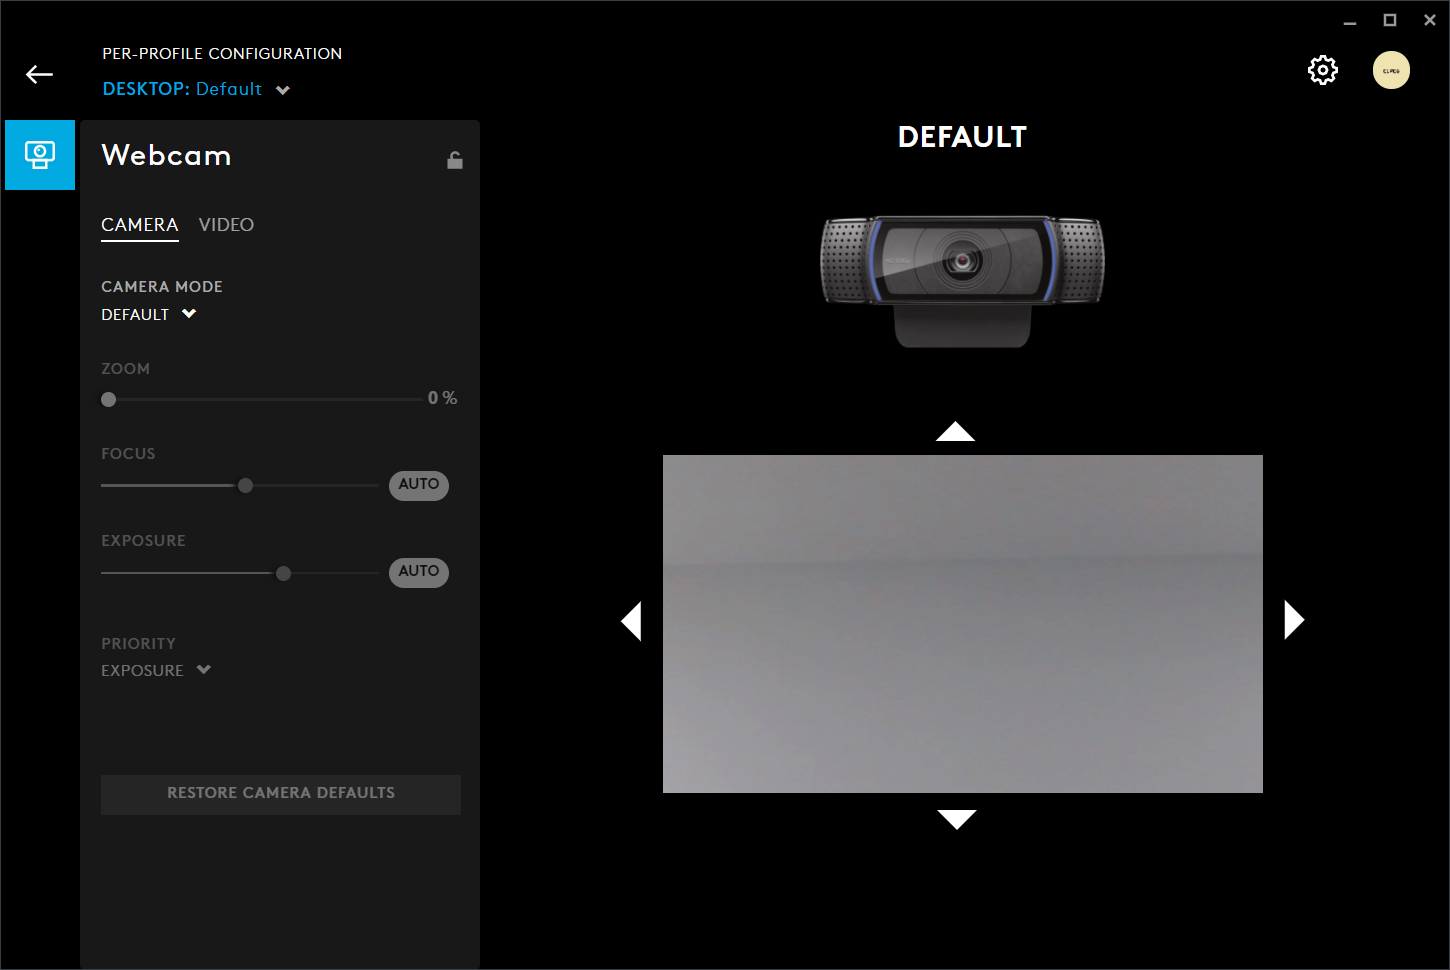 PER-PROFILE CONFIGURATION
DESKTOP: Default
Webcam
CAMERA VIDEO
CAMERA MODE
DEFAULT
ZOOM
0 %
FOCUS
AUTO
EXPOSURE
AUTO
PRIORITY
EXPOSURE
RESTORE CAMERA DEFAULTS
DEFAULT